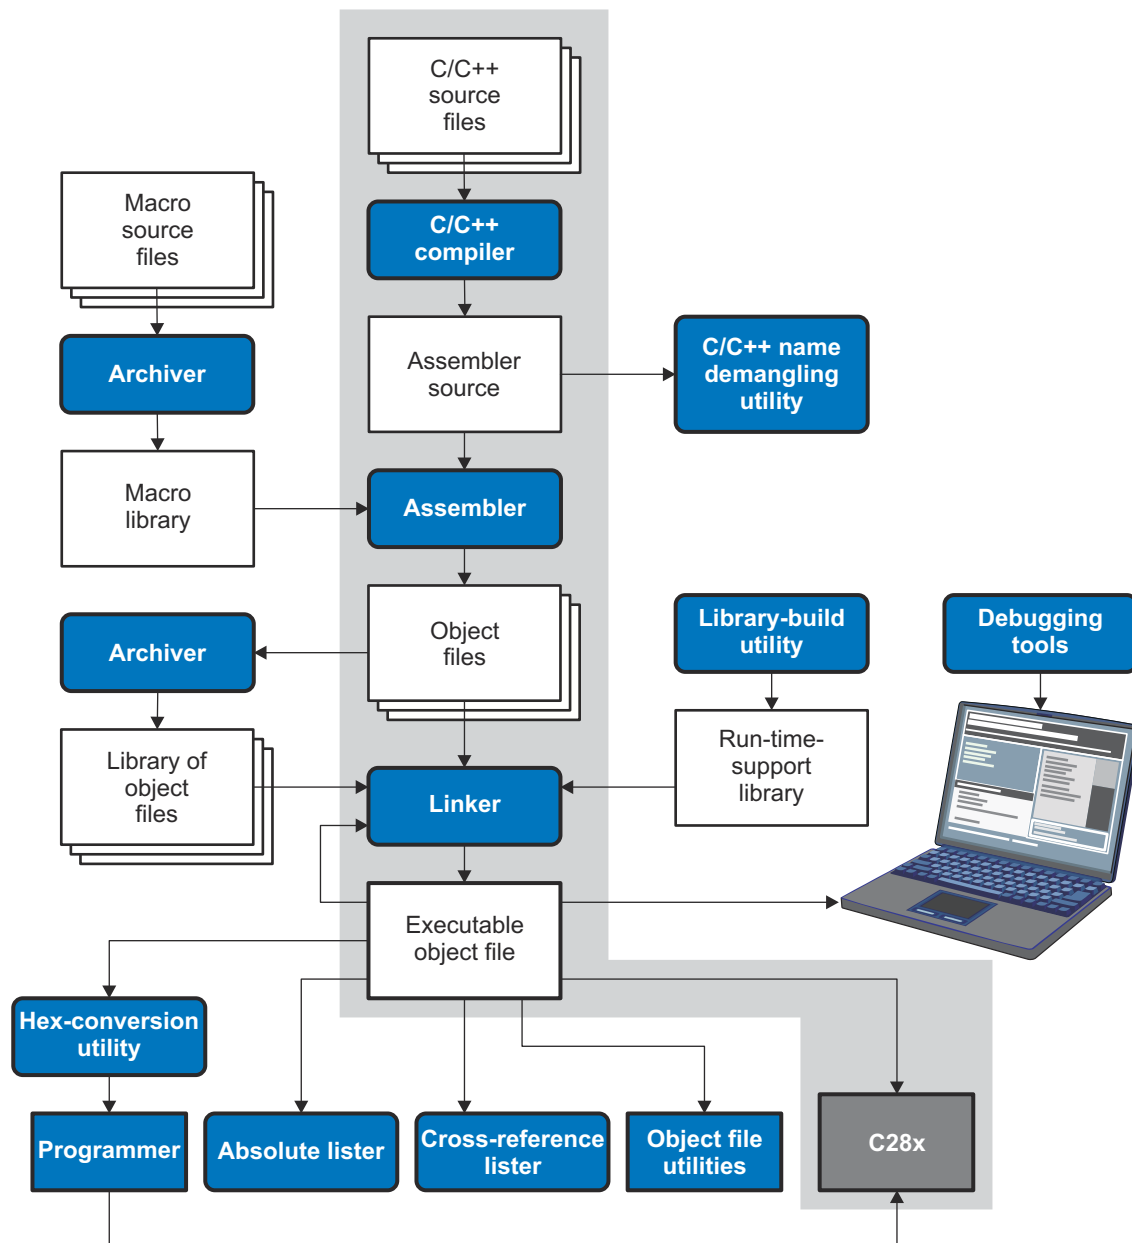 C/C++
source
files
Macro
source
files
C/C++
compiler
Archiver
Assembler
source
C/C++ name
demangling
utility
Macro
library
Assembler
Archiver
Object
files
Library-build
utility
Debugging
tools
Library of
object
files
Linker
Run-time-
support
library
Executable
object file
Hex-conversion
utility
Programmer
Absolute lister
Cross-reference
lister
Object file
utilities
C28x